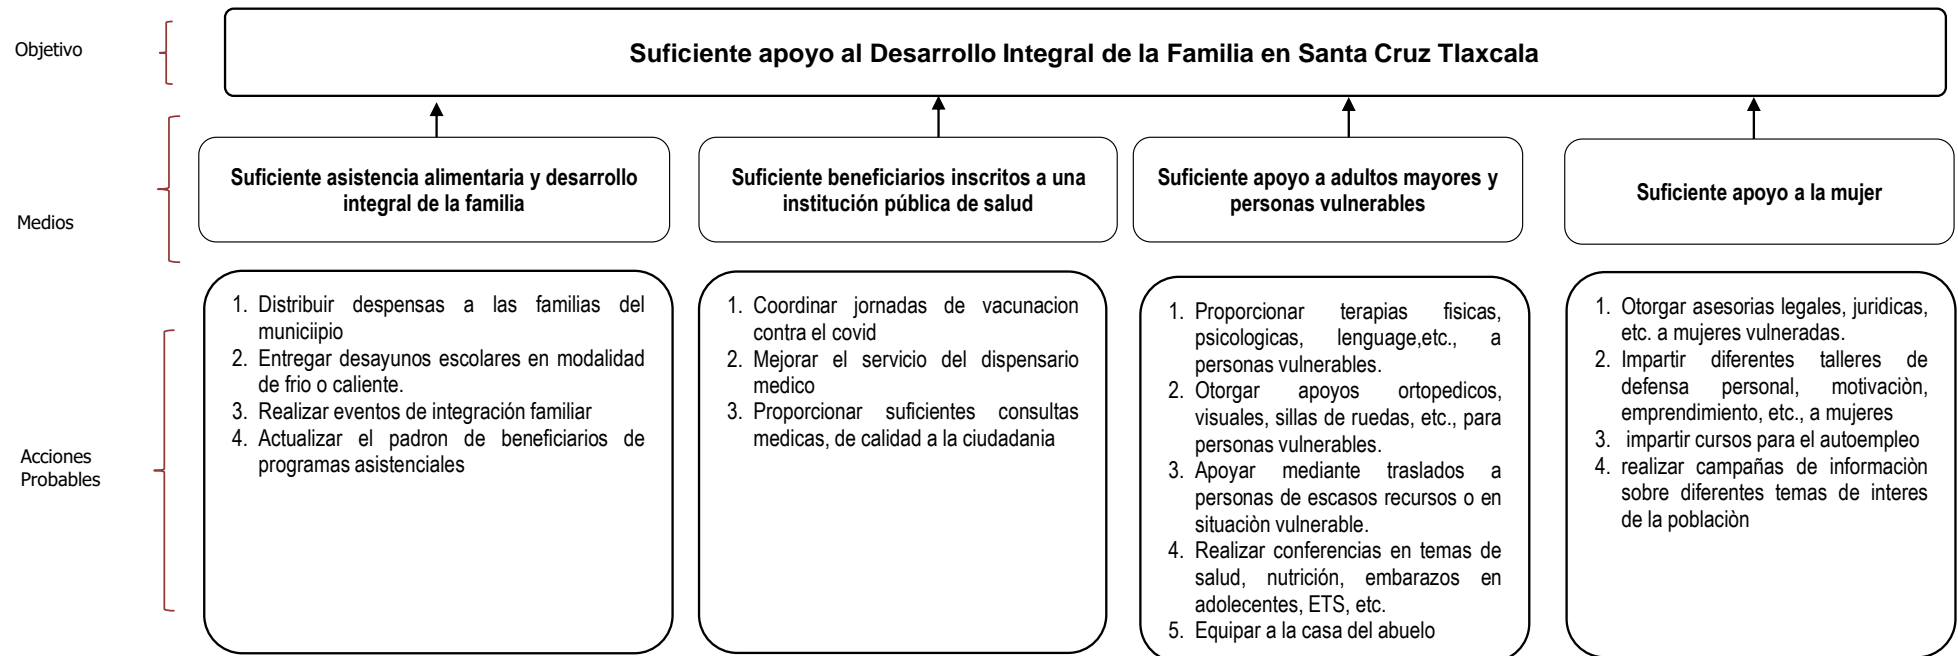 Objetivo
Suficiente apoyo al Desarrollo Integral de la Familia en Santa Cruz Tlaxcala
Medios
Suficiente asistencia alimentaria y desarrollo
integral de la familia
Suficiente beneficiarios inscritos a una
institución pública de salud
Suficiente apoyo a adultos mayores y
personas vulnerables
Suficiente apoyo a la mujer
Acciones
Probables
1. Distribuir despensas a las familias del
municiipio
2. Entregar desayunos escolares en modalidad
de frio o caliente.
3. Realizar eventos de integración familiar
4. Actualizar el padron de beneficiarios de
programas asistenciales
1. Coordinar jornadas de vacunacion
contra el covid
2. Mejorar el servicio del dispensario
medico
3. Proporcionar suficientes consultas
medicas, de calidad a la ciudadania
1. Proporcionar terapias fisicas,
psicologicas, lenguage,etc., a
personas vulnerables.
2. Otorgar apoyos ortopedicos,
visuales, sillas de ruedas, etc., para
personas vulnerables.
3. Apoyar mediante traslados a
personas de escasos recursos o en
situaciòn vulnerable.
4. Realizar conferencias en temas de
salud, nutrición, embarazos en
adolecentes, ETS, etc.
5. Equipar a la casa del abuelo
1. Otorgar asesorias legales, juridicas,
etc. a mujeres vulneradas.
2. Impartir diferentes talleres de
defensa personal, motivaciòn,
emprendimiento, etc., a mujeres
3. impartir cursos para el autoempleo
4. realizar campañas de informaciòn
sobre diferentes temas de interes
de la poblaciòn